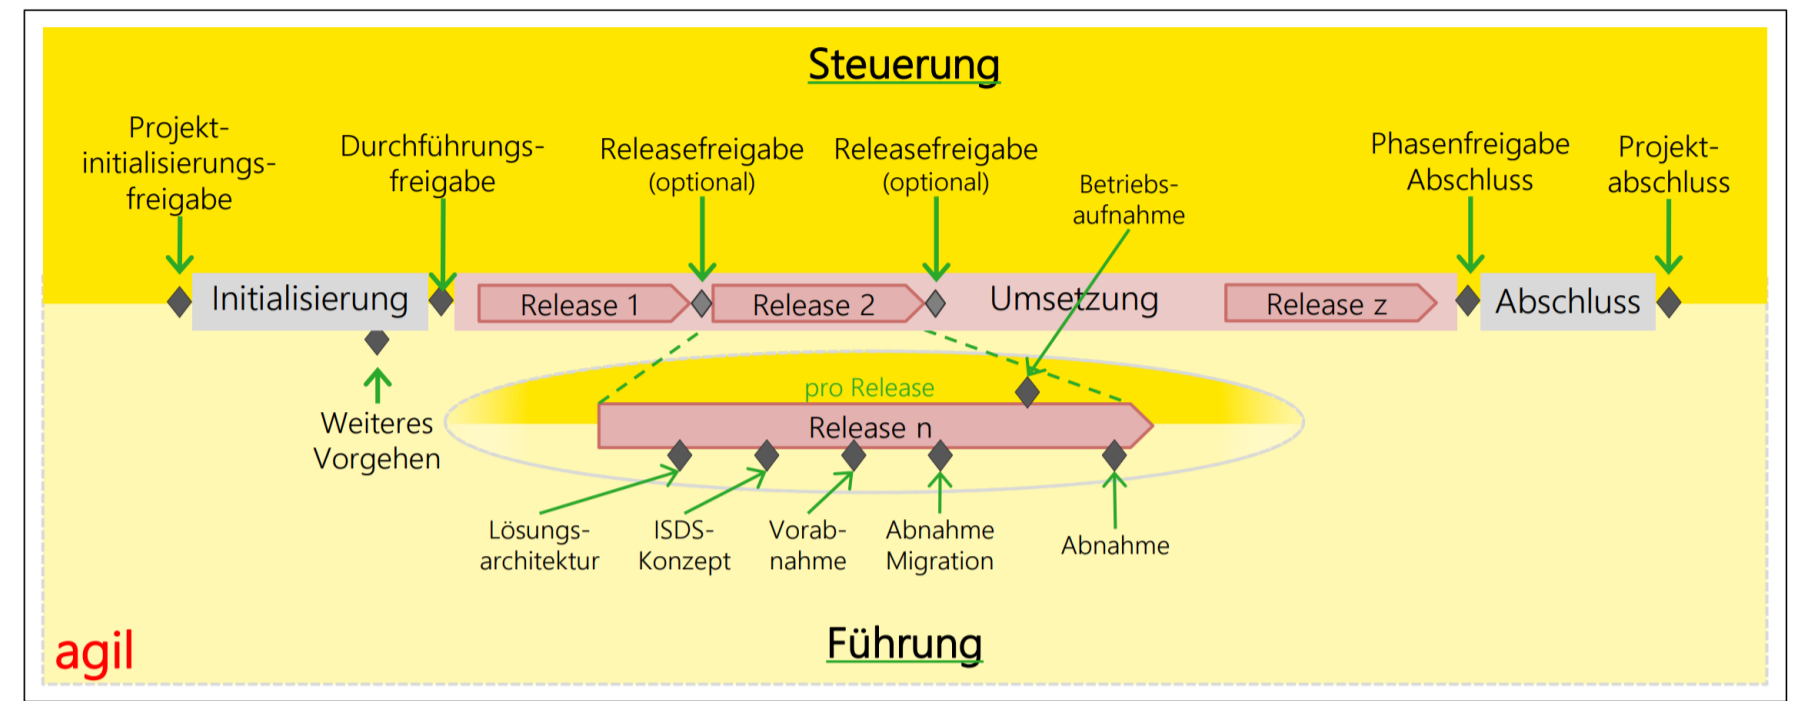 Steuerung
Projekt-
initialisierungs-
freigabe
Durchführungs-
freigabe
Releasefreigabe
(optional)
Releasefreigabe
(optional)
Betriebs-
aufnahme
Phasenfreigabe
Abschluss
Projekt-
abschluss
Initialisierung
Release 1
Release 2
Umsetzung
Release z
Abschluss
pro Release
Release n
Weiteres
Vorgehen
Lösungs-
architektur
ISDS-
Konzept
Vorab-
nahme
Abnahme
Migration
Abnahme
agil
Führung